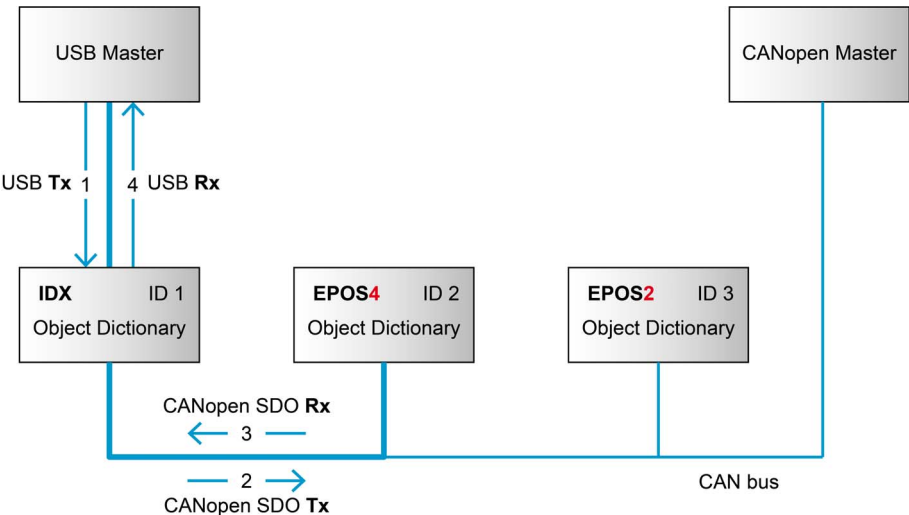 USB Master
CANopen Master
USB Tx 1
4 USB Rx
IDX ID 1
Object Dictionary
EPOS4 ID 2
Object Dictionary
EPOS2 ID 3
Object Dictionary
CANopen SDO Rx
3
2
CANopen SDO Tx
CAN bus